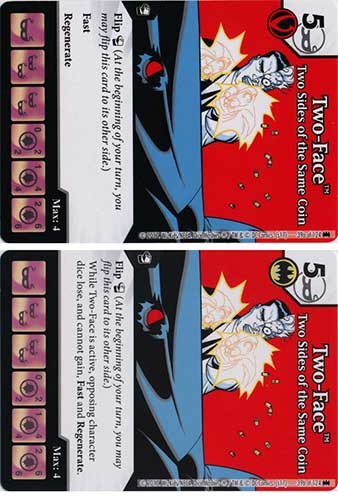 5
Two-Face™
Two Sides of the Same Coin
Flip (At the beginning of your turn, you
may flip this card to its other side.)
Fast
Regenerate
Max: 4
5
Two-Face™
Two Sides of the Same Coin
Flip (At the beginning of your turn, you may
flip this card to its other side.)
While Two-Face is active, opposing character
dice lose, and cannot gain, Fast and Regenerate.
Max: 4